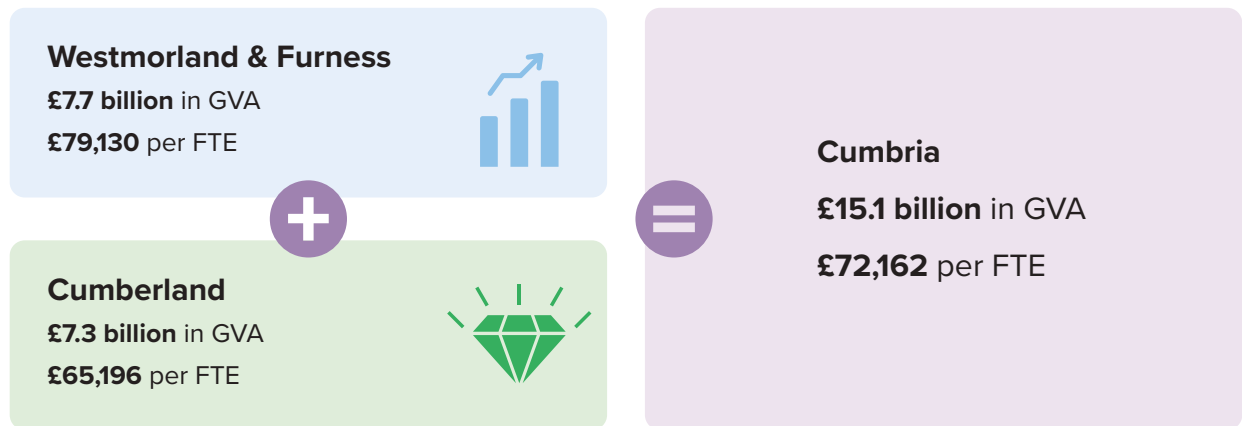 Westmorland & Furness
£7.7 billion in GVA
£79,130 per FTE
+
Cumberland
£7.3 billion in GVA
£65,196 per FTE
=
Cumbria
£15.1 billion in GVA
£72,162 per FTE